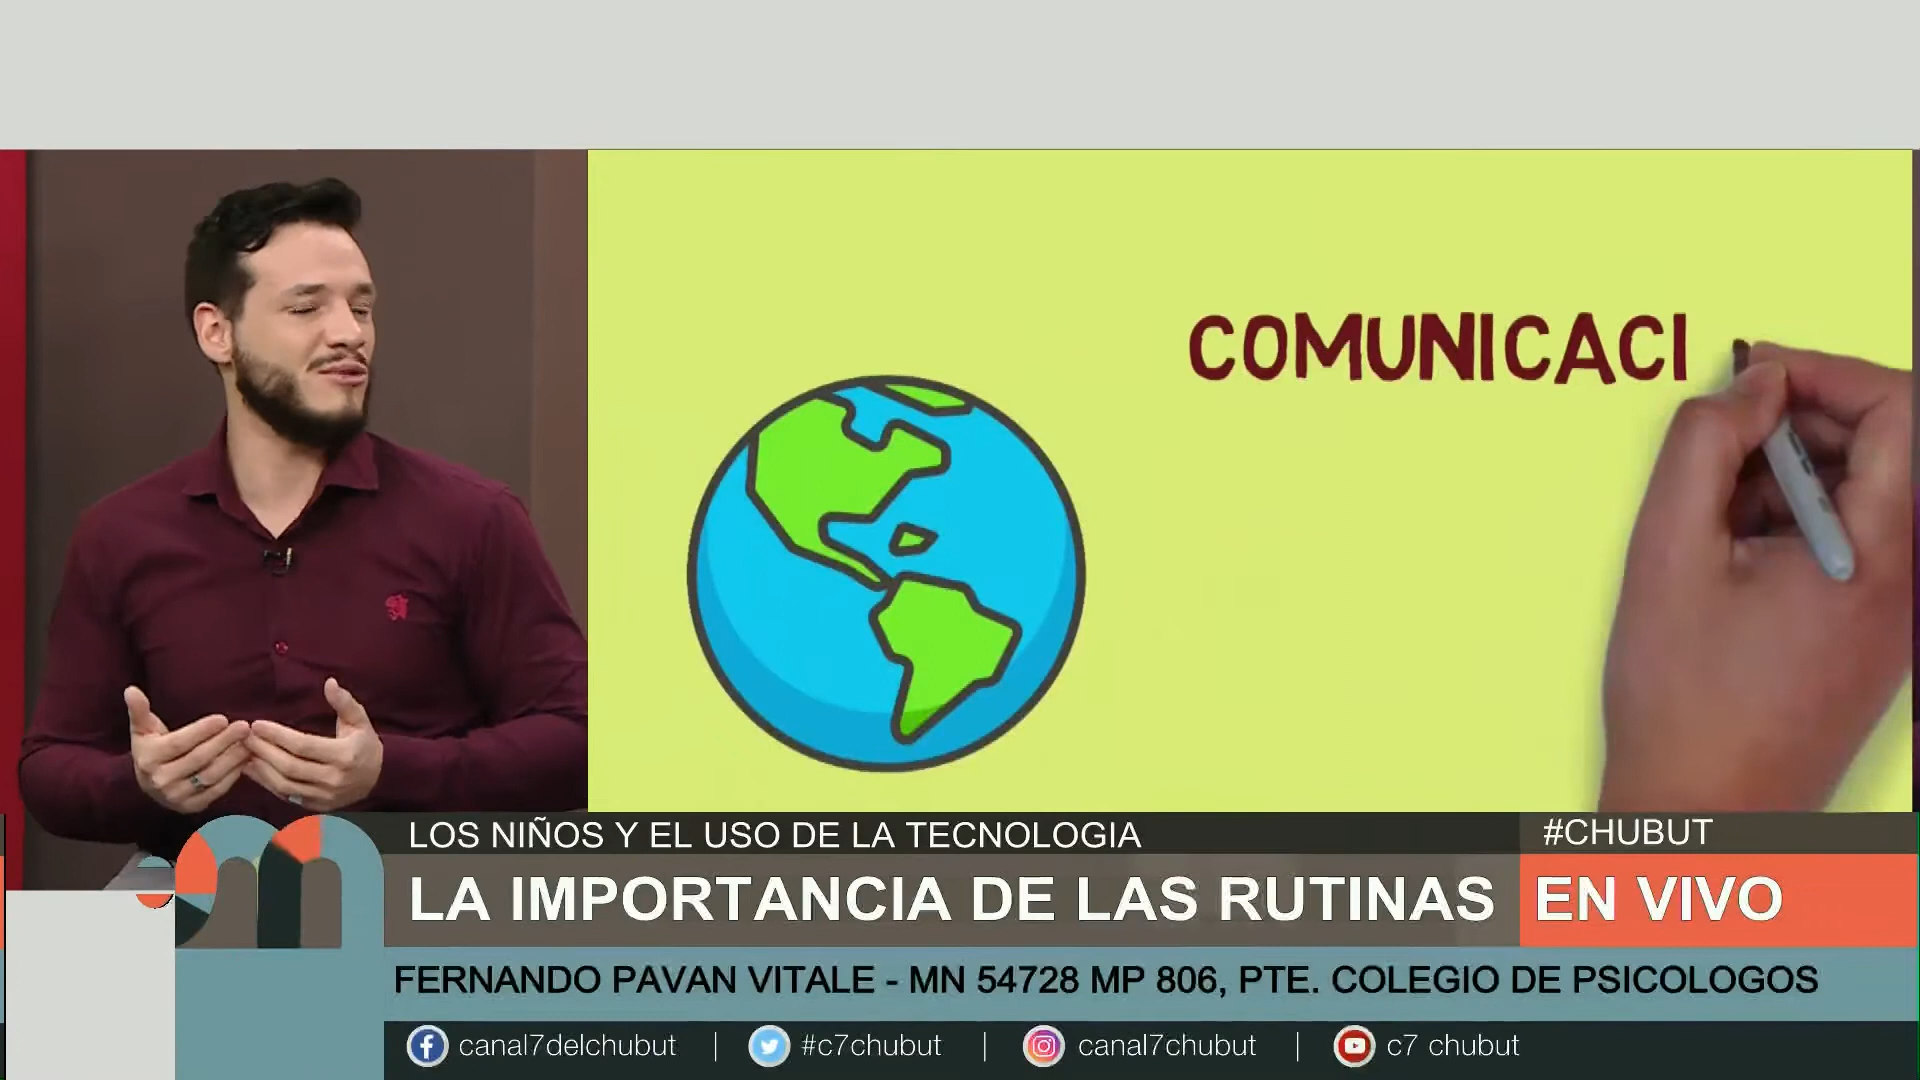 COMUNICACI
LOS NIÑOS Y EL USO DE LA TECNOLOGIA
#CHUBUT
LA IMPORTANCIA DE LAS RUTINAS
EN VIVO
FERNANDO PAVAN VITALE - MN 54728 MP 806, PTE. COLEGIO DE PSICOLOGOS
canal7delchubut | #c7chubut | canal7chubut | c7 chubut